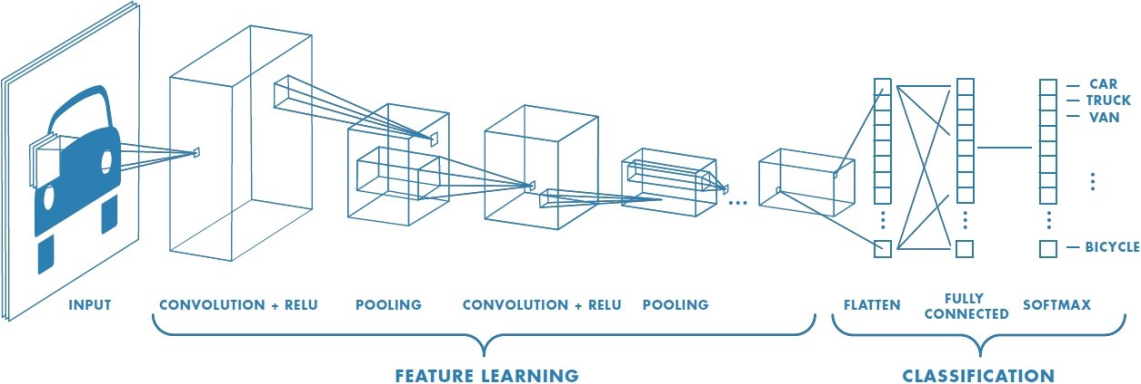 CAR
TRUCK
VAN
BICYCLE
INPUT
CONVOLUTION + RELU
POOLING
CONVOLUTION + RELU
POOLING
FLATTEN
FULLY
CONNECTED
SOFTMAX
FEATURE LEARNING
CLASSIFICATION